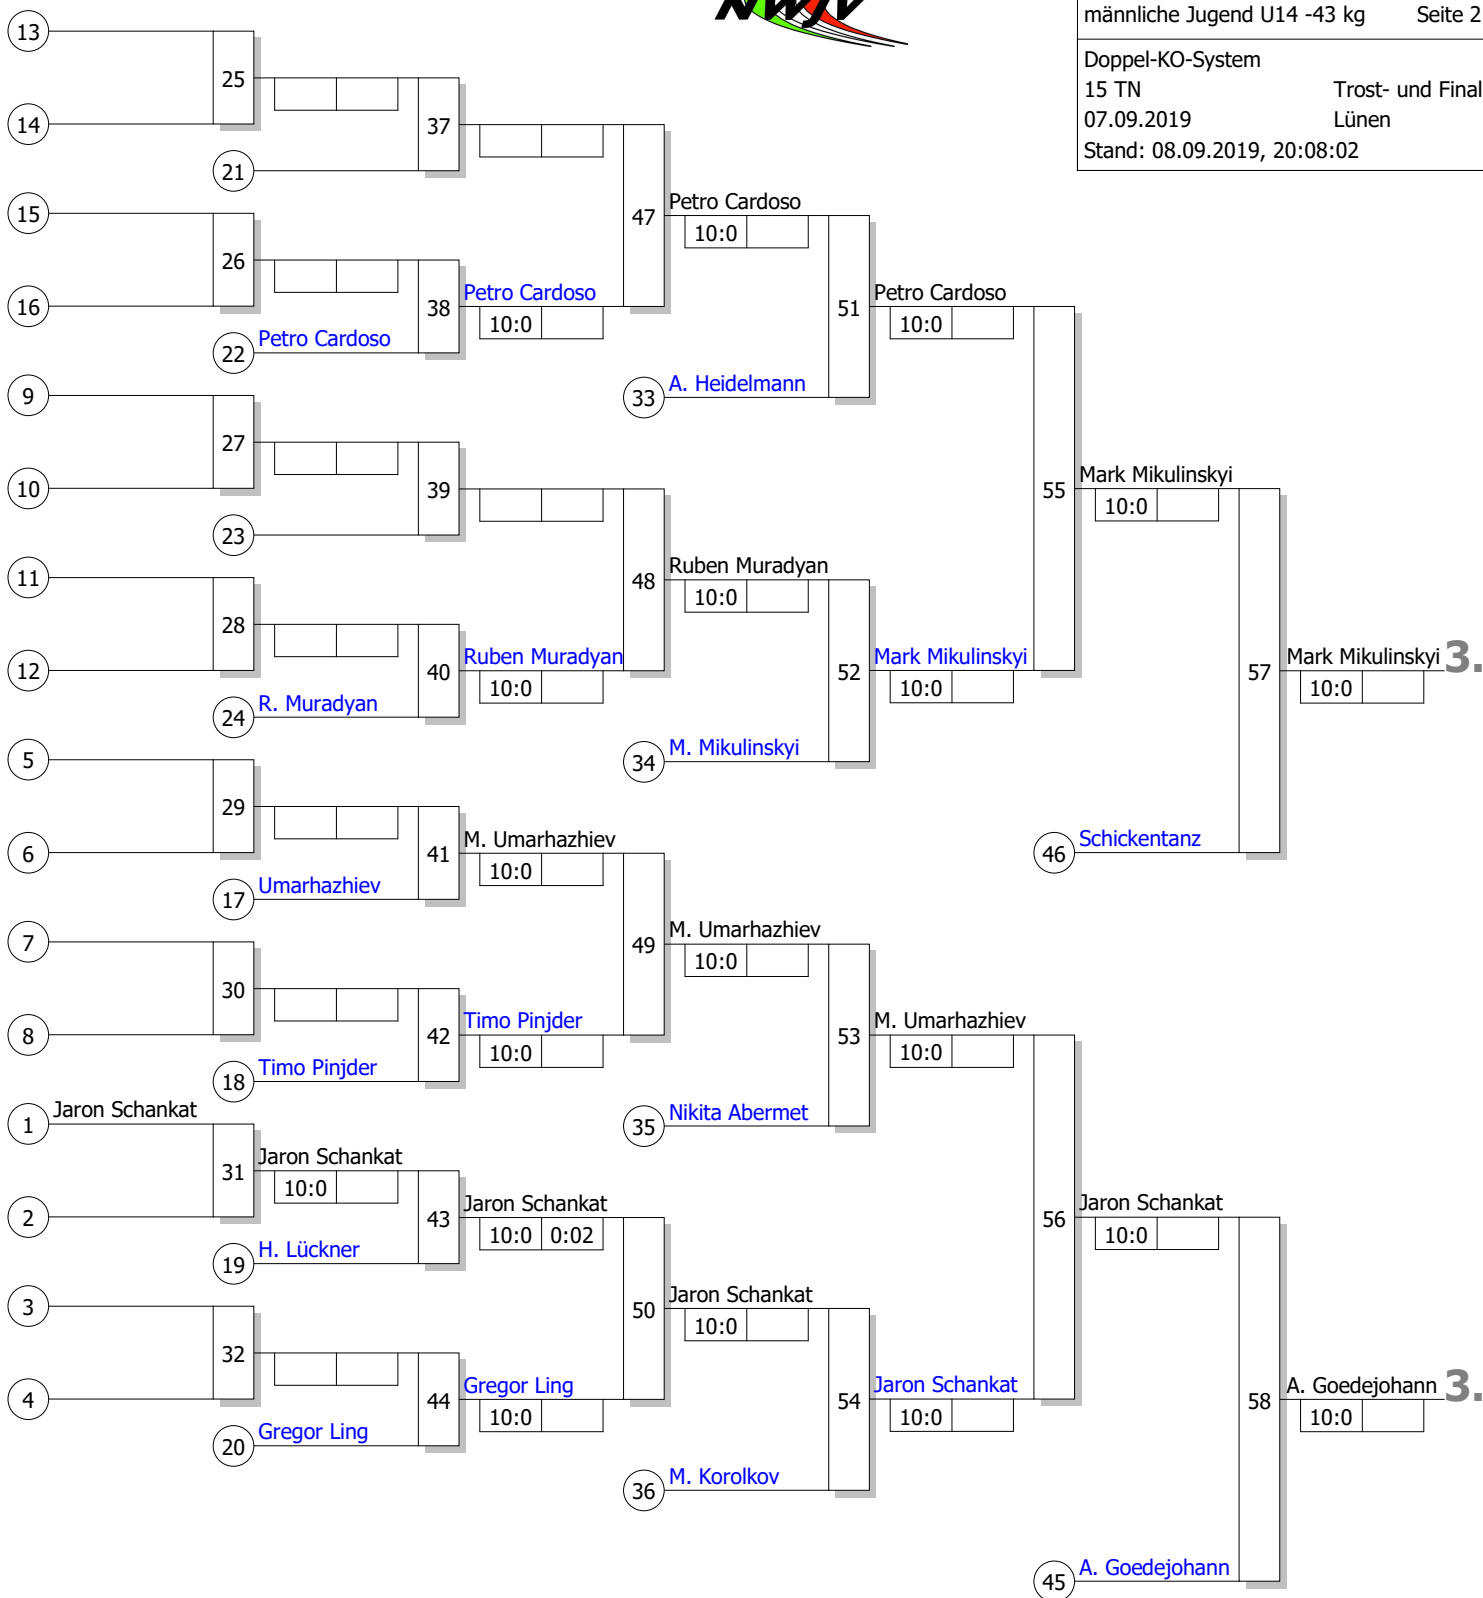 männliche Jugend U14 -43 kg Seite 2
Doppel-KO-System
15 TN Trost- und Final
07.09.2019 Lünen
Stand: 08.09.2019, 20:08:02
13
25
14
37
21
15
47
Petro Cardoso
10:0
26
16
38
Petro Cardoso
10:0
22
Petro Cardoso
51
Petro Cardoso
10:0
33
A. Heidelmann
9
27
10
39
23
55
Mark Mikulinskyi
10:0
11
48
Ruben Muradyan
10:0
28
12
40
Ruben Muradyan
10:0
24
R. Muradyan
52
Mark Mikulinskyi
10:0
34
M. Mikulinskyi
57
Mark Mikulinskyi
3.
10:0
5
29
6
41
M. Umarhazhiev
10:0
17
Umarhazhiev
46
Schickentanz
7
49
M. Umarhazhiev
10:0
30
8
42
Timo Pinjder
10:0
18
Timo Pinjder
53
M. Umarhazhiev
10:0
35
Nikita Abermet
1
Jaron Schankat
31
Jaron Schankat
10:0
2
43
Jaron Schankat
10:0 0:02
19
H. Lückner
56
Jaron Schankat
10:0
3
50
Jaron Schankat
10:0
32
4
44
Gregor Ling
10:0
20
Gregor Ling
54
Jaron Schankat
10:0
36
M. Korolkov
58
A. Goedejohann
3.
10:0
45
A. Goedejohann